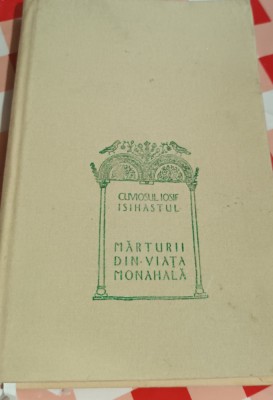 CUVIOSUL IOSIF
ISIHASTUL
MĂRTURII
DIN·VIAȚA
MONAHALĂ